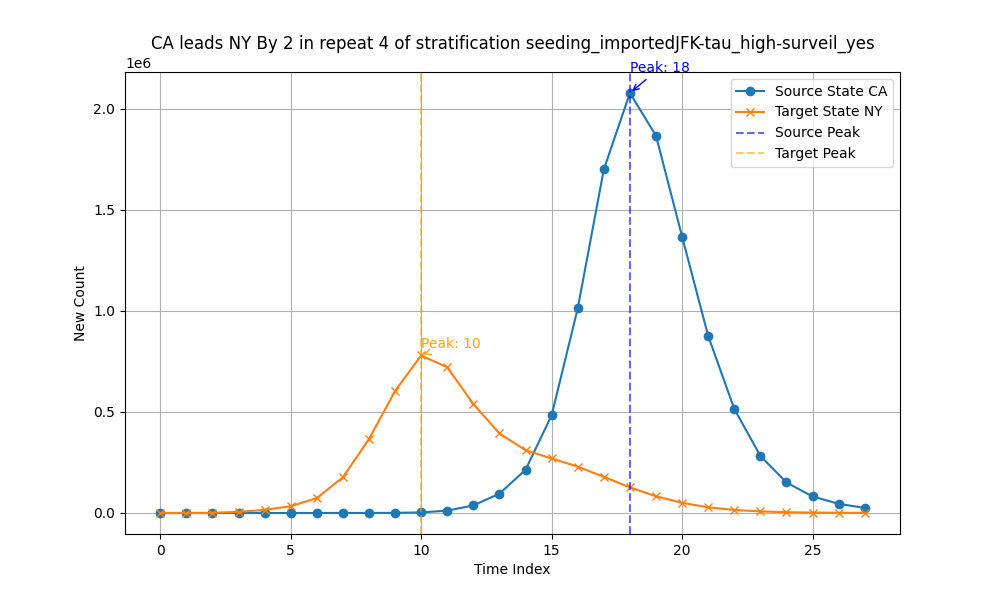 CA leads NY By 2 in repeat 4 of stratification seeding_importedJFK-tau_high-surveil_yes
1e6
Peak: 18
Source State CA
Target State NY
Source Peak
Target Peak
2.0
1.5
1.0
0.5
0.0
New Count
Peak: 10
0
5
10
15
20
25
Time Index